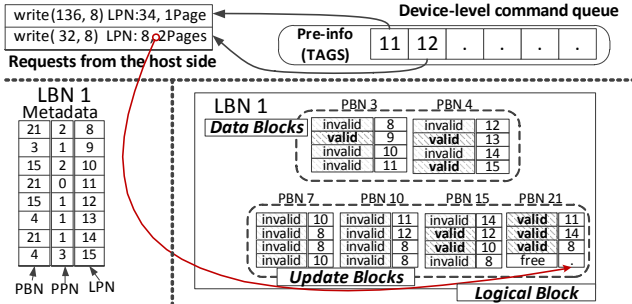 write(136, 8) LPN:34, 1Page
write( 32, 8) LPN: 8, 2Pages
Requests from the host side
Device-level command queue
Pre-info (TAGS) 11 12 . . . .
LBN 1
Metadata
21 2 8
3 1 9
15 2 10
21 0 11
15 1 12
4 1 13
21 1 14
4 3 15
PBN PPN LPN
LBN 1
Data Blocks
PBN 3 PBN 4
invalid 8 invalid 12
valid 9 valid 13
invalid 10 invalid 14
invalid 11 valid 15
PBN 7 PBN 10 PBN 15 PBN 21
invalid 10 invalid 11 invalid 14 valid 11
invalid 8 invalid 12 valid 12 valid 14
invalid 8 invalid 8 valid 10 valid 8
invalid 10 invalid 10 invalid 8 free .
Update Blocks
Logical Block